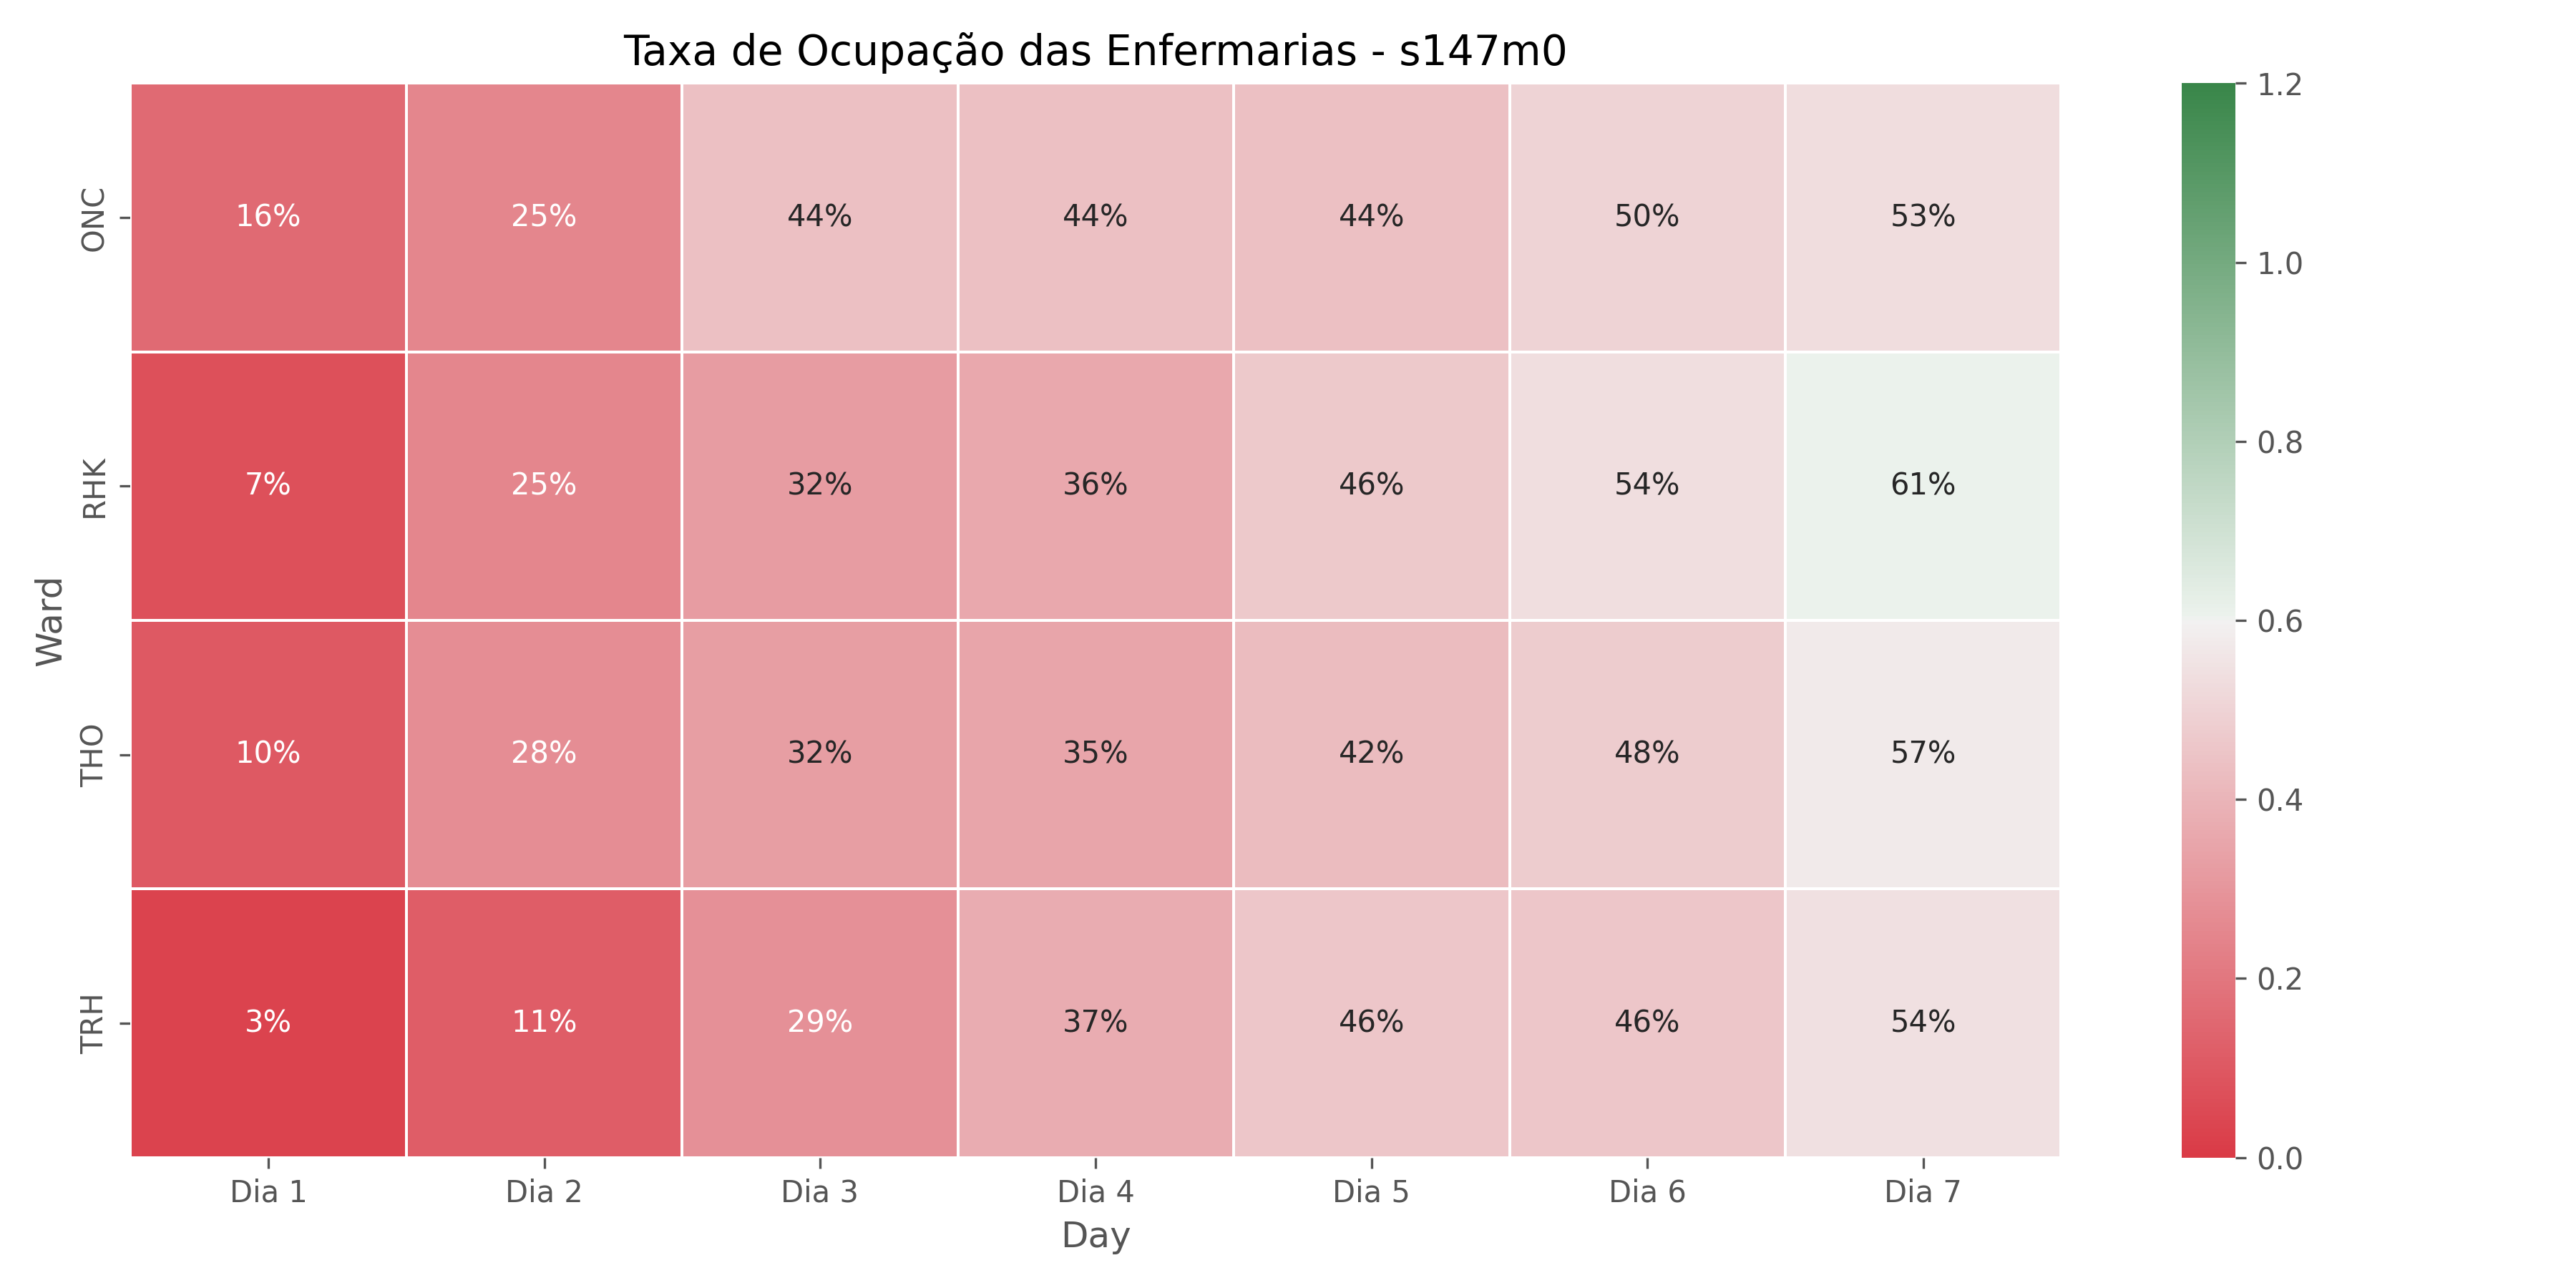 Taxa de Ocupação das Enfermarias - s147m0
Ward
ONC 16% 25% 44% 44% 44% 50% 53%
RHK 7% 25% 32% 36% 46% 54% 61%
THO 10% 28% 32% 35% 42% 48% 57%
TRH 3% 11% 29% 37% 46% 46% 54%
Dia 1 Dia 2 Dia 3 Dia 4 Dia 5 Dia 6 Dia 7
Day
1.2
1.0
0.8
0.6
0.4
0.2
0.0